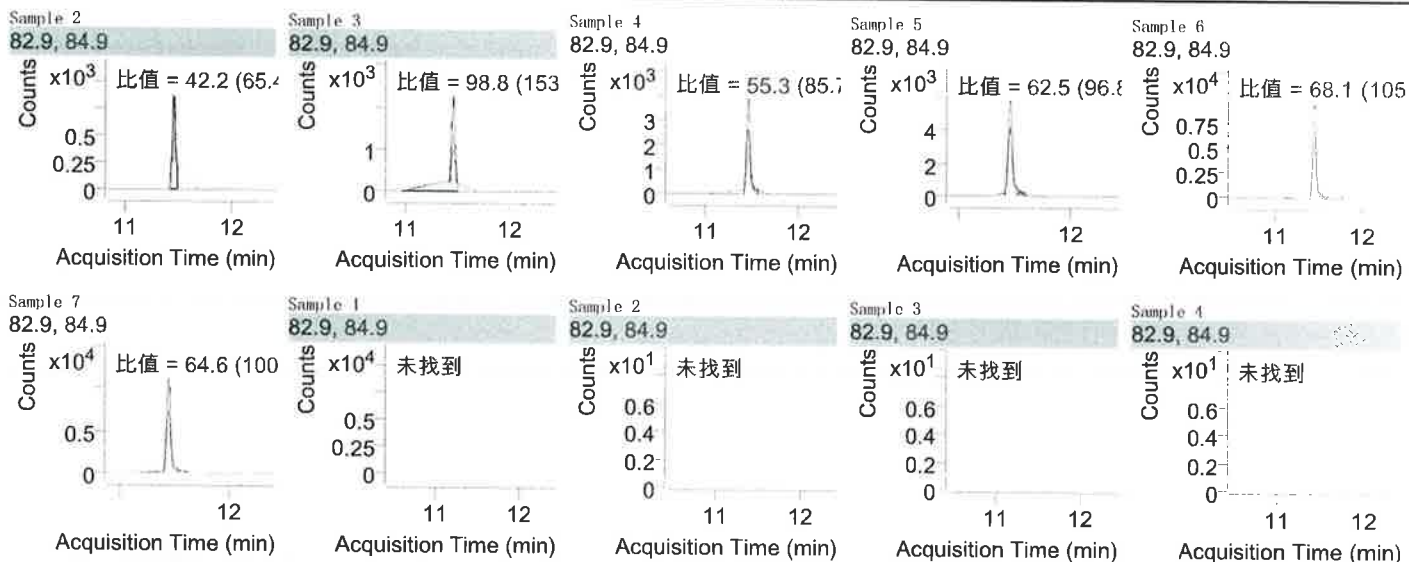 Sample 2
82.9, 84.9
Counts
x10³
比值 = 42.2 (65.4
0.5
0.25
0
11
12
Acquisition Time (min)
Sample 3
82.9, 84.9
Counts
x10³
比值 = 98.8 (153
1
0
11
12
Acquisition Time (min)
Sample 4
82.9, 84.9
Counts
x10³
比值 = 55.3 (85.7
3
2
1
0
11
12
Acquisition Time (min)
Sample 5
82.9, 84.9
Counts
x10³
比值 = 62.5 (96.8
4
2
0
12
Acquisition Time (min)
Sample 6
82.9, 84.9
Counts
x10⁴
比值 = 68.1 (105
0.75
0.5
0.25
0
11
12
Acquisition Time (min)
Sample 7
82.9, 84.9
Counts
x10⁴
比值 = 64.6 (100
0.5
0
12
Acquisition Time (min)
Sample 1
82.9, 84.9
Counts
x10⁴
未找到
0.5
0.25
0
11
12
Acquisition Time (min)
Sample 2
82.9, 84.9
Counts
x10¹
未找到
0.6
0.4
0.2
0
11
12
Acquisition Time (min)
Sample 3
82.9, 84.9
Counts
x10¹
未找到
0.6
0.4
0.2
0
11
12
Acquisition Time (min)
Sample 4
82.9, 84.9
Counts
x10¹
未找到
0.6
0.4
0.2
0
11
12
Acquisition Time (min)